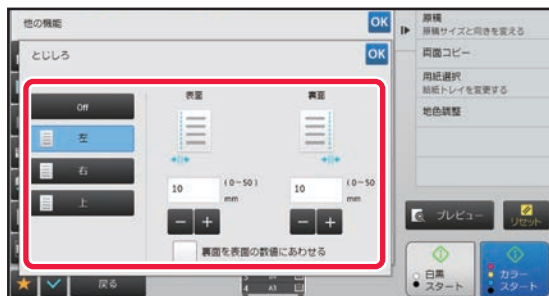 他の機能
OK
とじしろ
OK
Off
左
右
上
表面
裏面
10
(0~50)
mm
10
(0~50
mm
裏面を表面の数値にあわせる
戻る
4 A3
原稿
原稿サイズと向きを変える
両面コピー
用紙選択
給紙トレイを変更する
地色調整
プレビュー
リセット
白黒
スタート
カラー
スタート